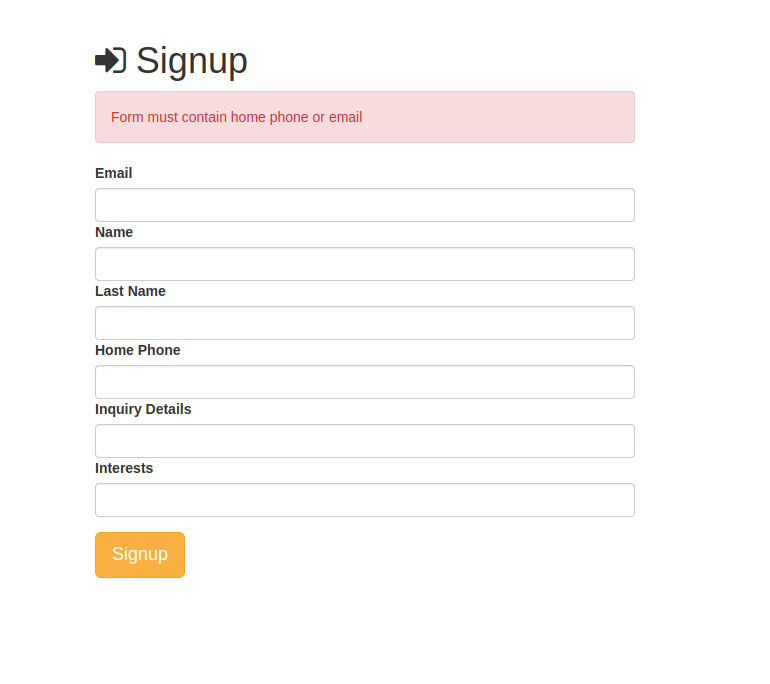 Signup
Form must contain home phone or email
Email
Name
Last Name
Home Phone
Inquiry Details
Interests
Signup